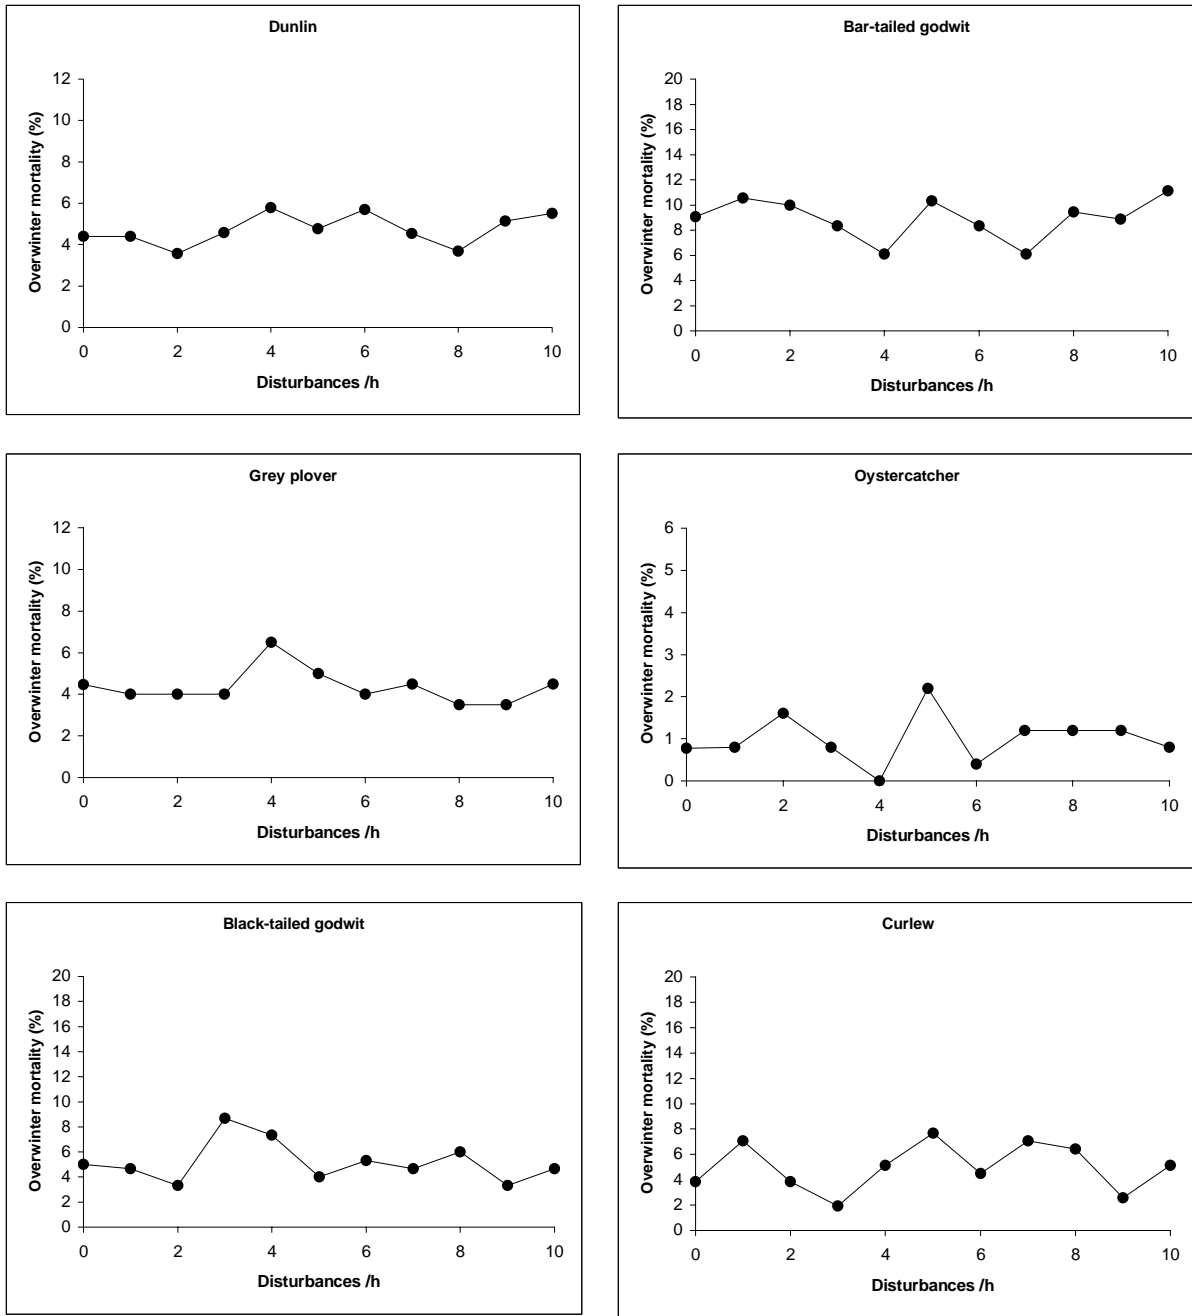 Dunlin
12
10
8
6
4
2
0
0 2 4 6 8 10
Overwinter mortality (%)
Disturbances /h
Bar-tailed godwit
20
18
16
14
12
10
8
6
4
2
0
0 2 4 6 8 10
Overwinter mortality (%)
Disturbances /h
Grey plover
12
10
8
6
4
2
0
0 2 4 6 8 10
Overwinter mortality (%)
Disturbances /h
Oystercatcher
6
5
4
3
2
1
0
0 2 4 6 8 10
Overwinter mortality (%)
Disturbances /h
Black-tailed godwit
20
18
16
14
12
10
8
6
4
2
0
0 2 4 6 8 10
Overwinter mortality (%)
Disturbances /h
Curlew
20
18
16
14
12
10
8
6
4
2
0
0 2 4 6 8 10
Overwinter mortality (%)
Disturbances /h